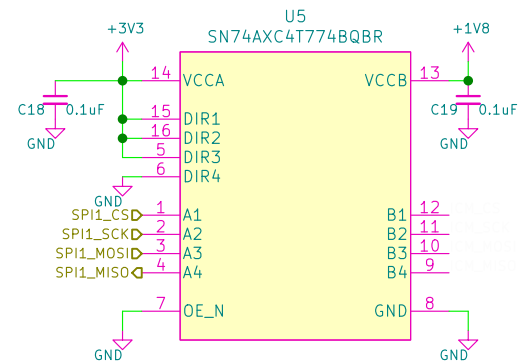 U5
SN74AXC4T774BQBR
+3V3
+1V8
14 VCCA
VCCB 13
C18 0.1uF
C19 0.1uF
15 DIR1
16 DIR2
GND
GND
5 DIR3
6 DIR4
GND
SPI1_CS 1 A1
B1 12
SPI1_SCK 2 A2
B2 11
SPI1_MOSI 3 A3
B3 10
SPI1_MISO 4 A4
B4 9
7 OE_N
GND 8
GND
GND